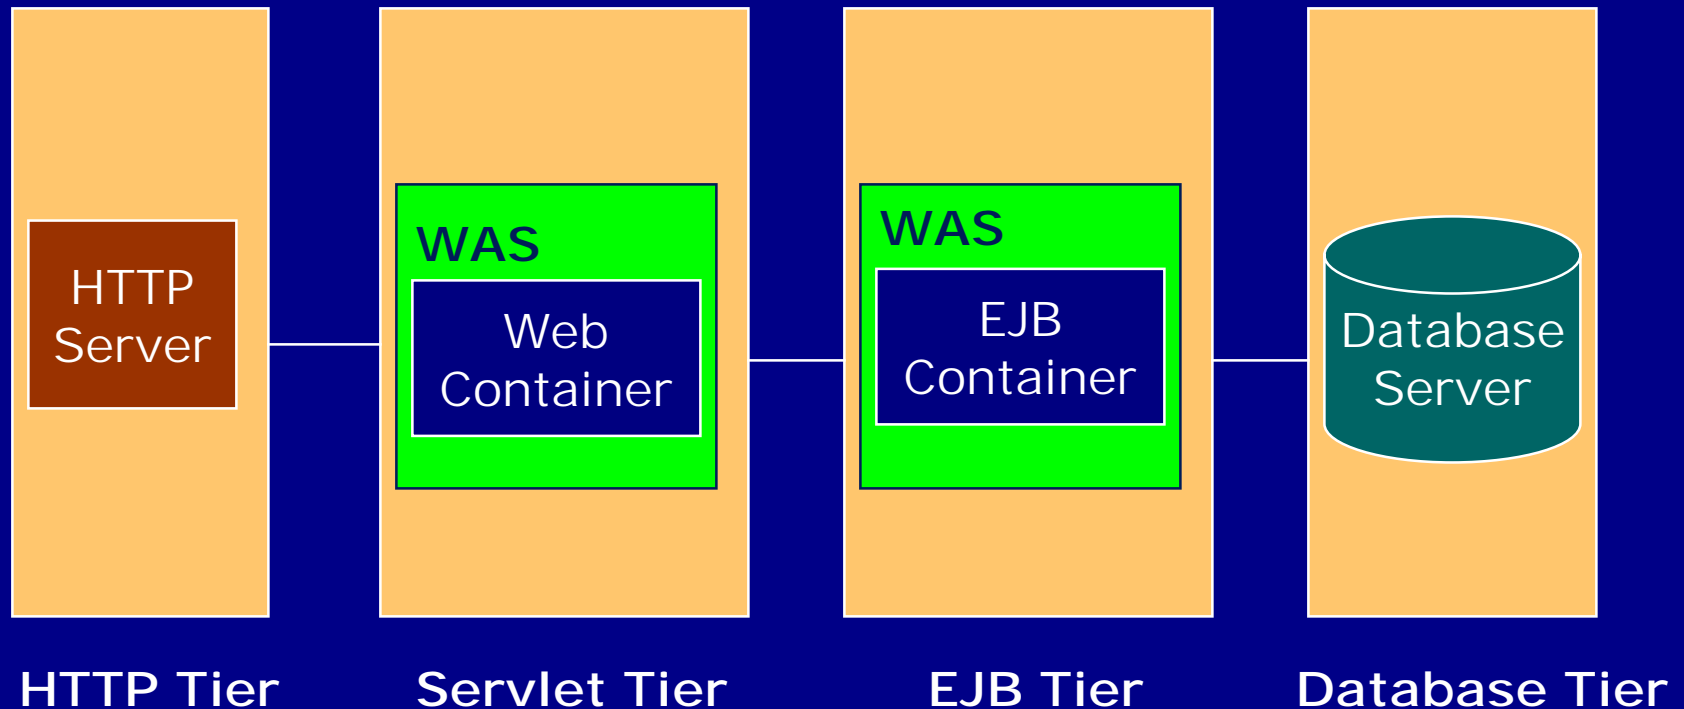 HTTP
Server
WAS
Web
Container
WAS
EJB
Container
Database
Server
HTTP Tier
Servlet Tier
EJB Tier
Database Tier